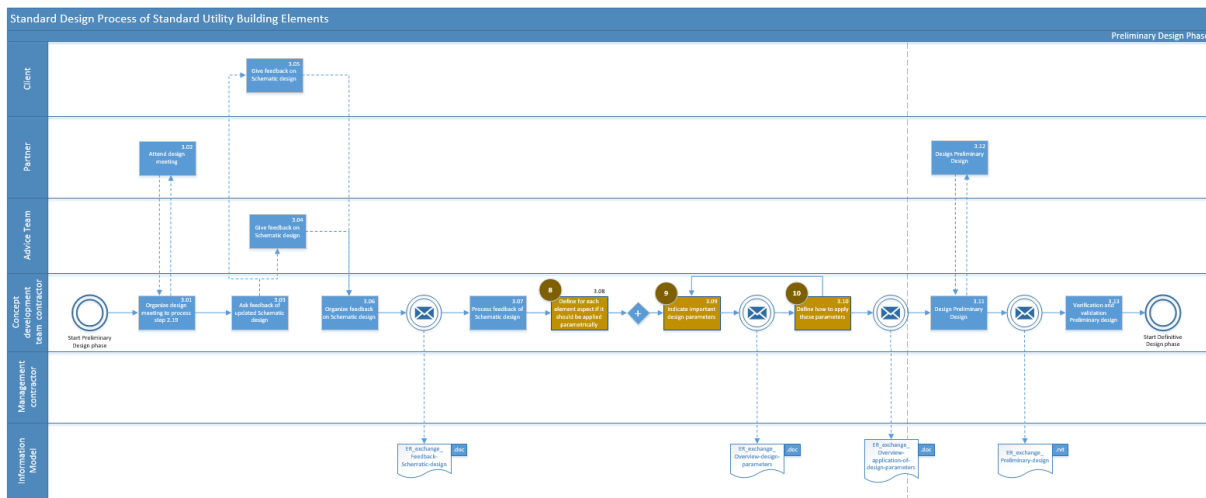 Standard Design Process of Standard Utility Building Elements
Preliminary Design Phase
Client
3.05
Give feedback on
Schematic design
Partner
3.02
Attend design
meeting
3.12
Design Preliminary
Design
Advice Team
3.04
Give feedback on
Schematic design
Concept
development
team contractor
Start Preliminary
Design phase
3.01
Organize design
meeting to process
step 2.19
3.03
Ask feedback of
updated Schematic
design
3.06
Organize feedback
on Schematic design
3.07
Process feedback of
Schematic design
8
3.08
Define for each
element aspect if it
should be applied
parametrically
9
3.09
Indicate important
design parameters
10
3.10
Define how to apply
these parameters
3.11
Design Preliminary
Design
3.13
Verification and
validation
Preliminary design
Start Definitive
Design phase
Management
contractor
Information
Model
ER_exchange_
Feedback-
Schematic-design
.doc
ER_exchange_
Overview-design-
parameters
.doc
ER_exchange_
Overview-
application-of-
design-parameters
.doc
ER_exchange_
Preliminary-design
.rvt